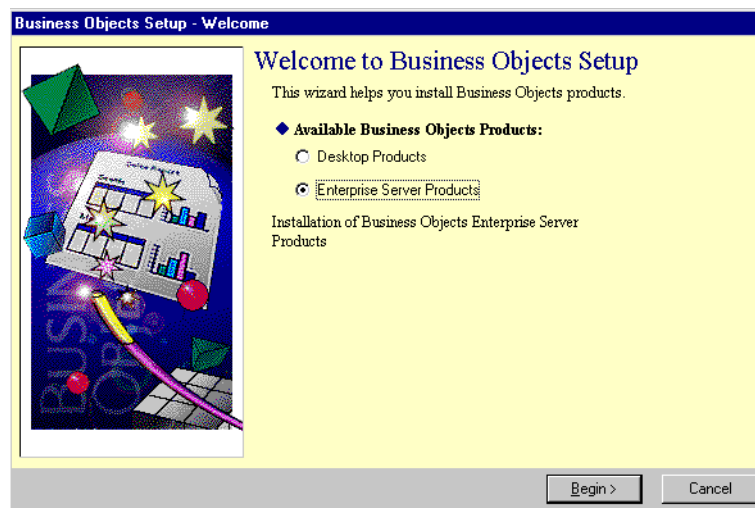 Business Objects Setup - Welcome
Welcome to Business Objects Setup
This wizard helps you install Business Objects products.
Available Business Objects Products:
Desktop Products
Enterprise Server Products
Installation of Business Objects Enterprise Server
Products
Begin >
Cancel